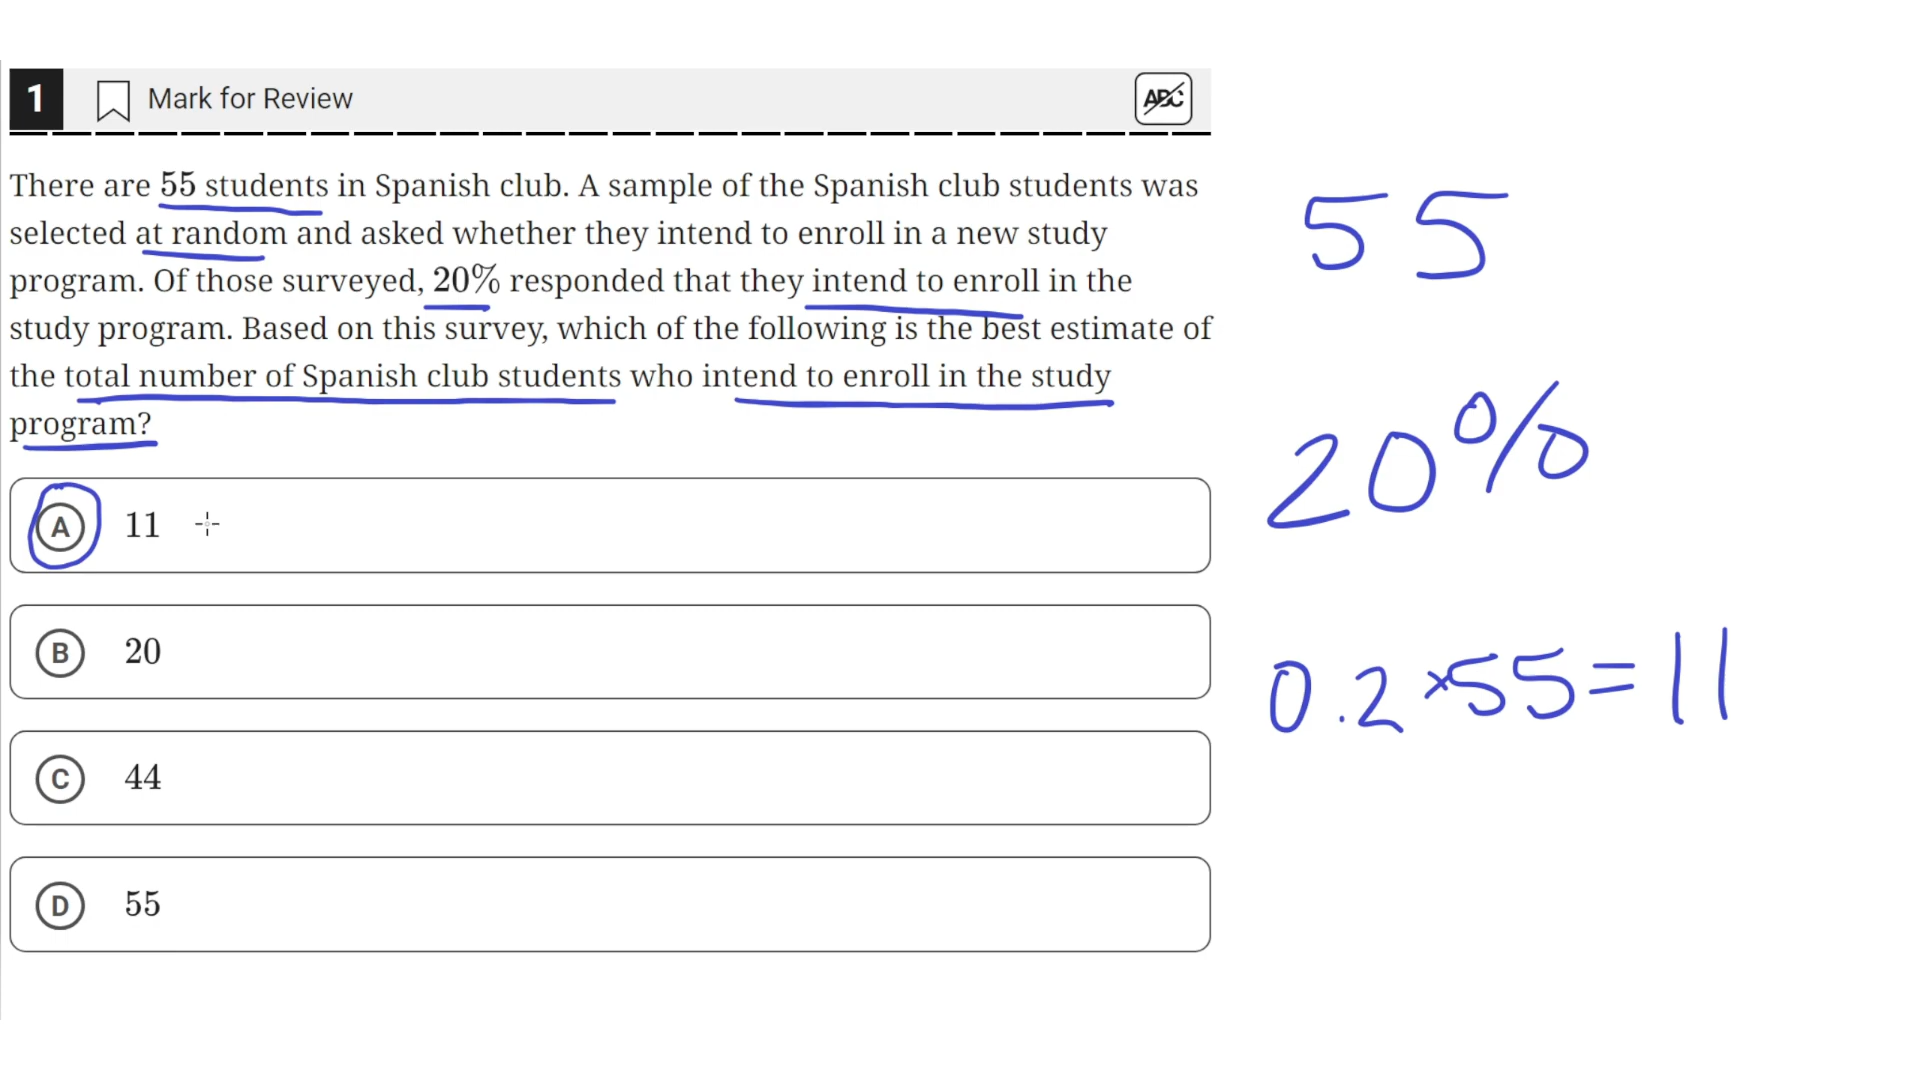 1 Mark for Review ABC
There are 55 students in Spanish club. A sample of the Spanish club students was
selected at random and asked whether they intend to enroll in a new study
program. Of those surveyed, 20% responded that they intend to enroll in the
study program. Based on this survey, which of the following is the best estimate of
the total number of Spanish club students who intend to enroll in the study
program?
A 11
B 20
C 44
D 55
55
20%
0.2×55=11